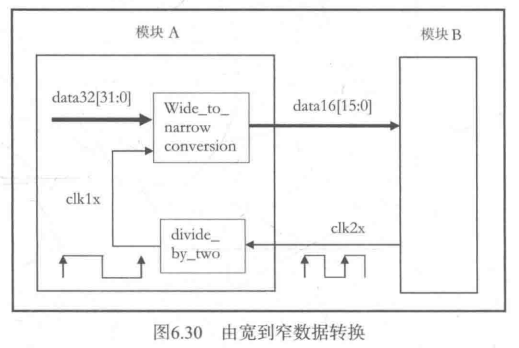 模块 A
模块 B
data32[31:0]
Wide_to_
narrow
conversion
data16[15:0]
clk1x
divide_
by_two
clk2x
图6.30 由宽到窄数据转换